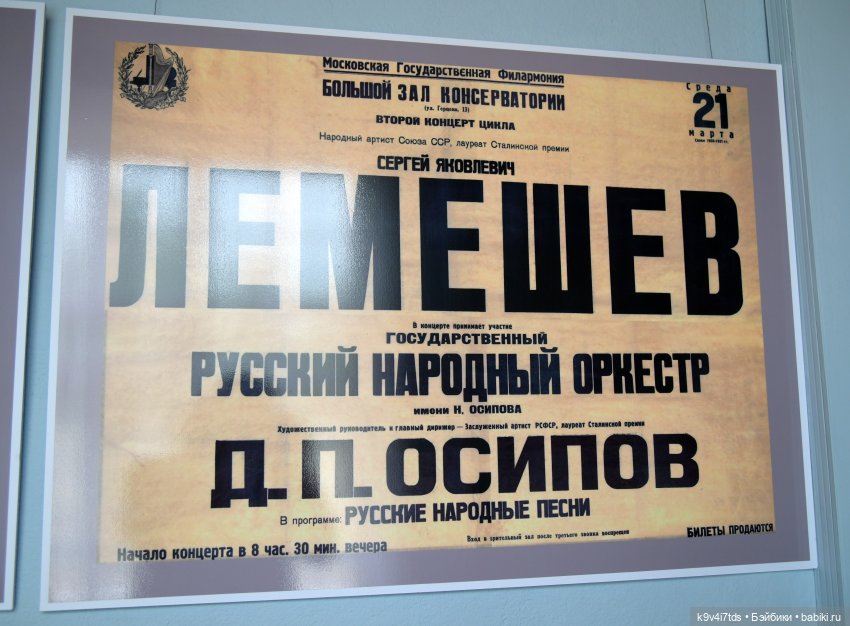 Московская Государственная Филармония
БОЛЬШОЙ ЗАЛ КОНСЕРВАТОРИИ
(ул. Герцена, 13)
ВТОРОЙ КОНЦЕРТ ЦИКЛА
Среда
21
марта
Народный артист Союза ССР, лауреат Сталинской премии
СЕРГЕЙ ЯКОВЛЕВИЧ
ЛЕМЕШЕВ
В концерте принимает участие
ГОСУДАРСТВЕННЫЙ
РУССКИЙ НАРОДНЫЙ ОРКЕСТР
ИМЕНИ Н. ОСИПОВА
Художественный руководитель и главный дирижер — Заслуженный артист РСФСР, лауреат Сталинской премии
Д. П. ОСИПОВ
В программе: РУССКИЕ НАРОДНЫЕ ПЕСНИ
Вход в зрительный зал после третьего звонка воспрещен
БИЛЕТЫ ПРОДАЮТСЯ
Начало концерта в 8 час. 30 мин. вечера
k9v4i7tds • Бэйбики • babiki.ru